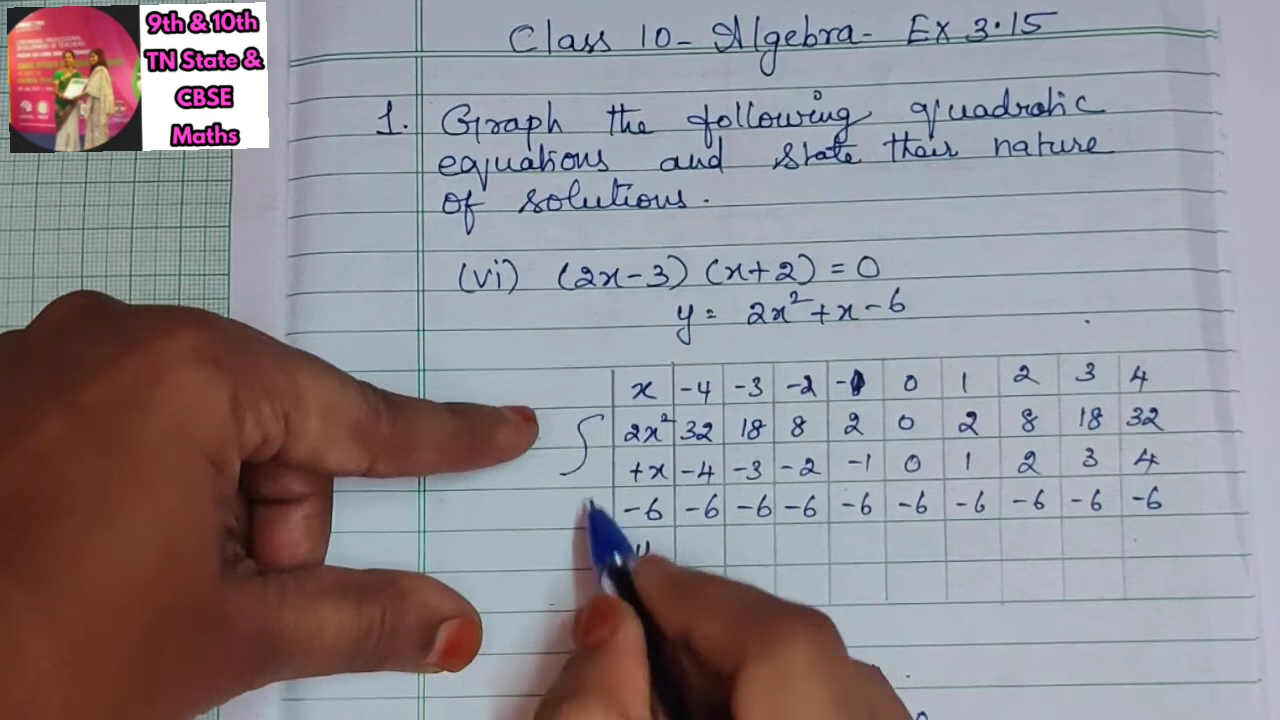 9th & 10th
TN State &
CBSE
Maths
Class 10 - Algebra - EX 3.15
1. Graph the following quadratic
equations and state their nature
of solutions.
(vi) (2x-3) (x+2) = 0
y = 2x²+x-6
x -4 -3 -2 -1 0 1 2 3 4
2x² 32 18 8 2 0 2 8 18 32
+x -4 -3 -2 -1 0 1 2 3 4
-6 -6 -6 -6 -6 -6 -6 -6 -6 -6